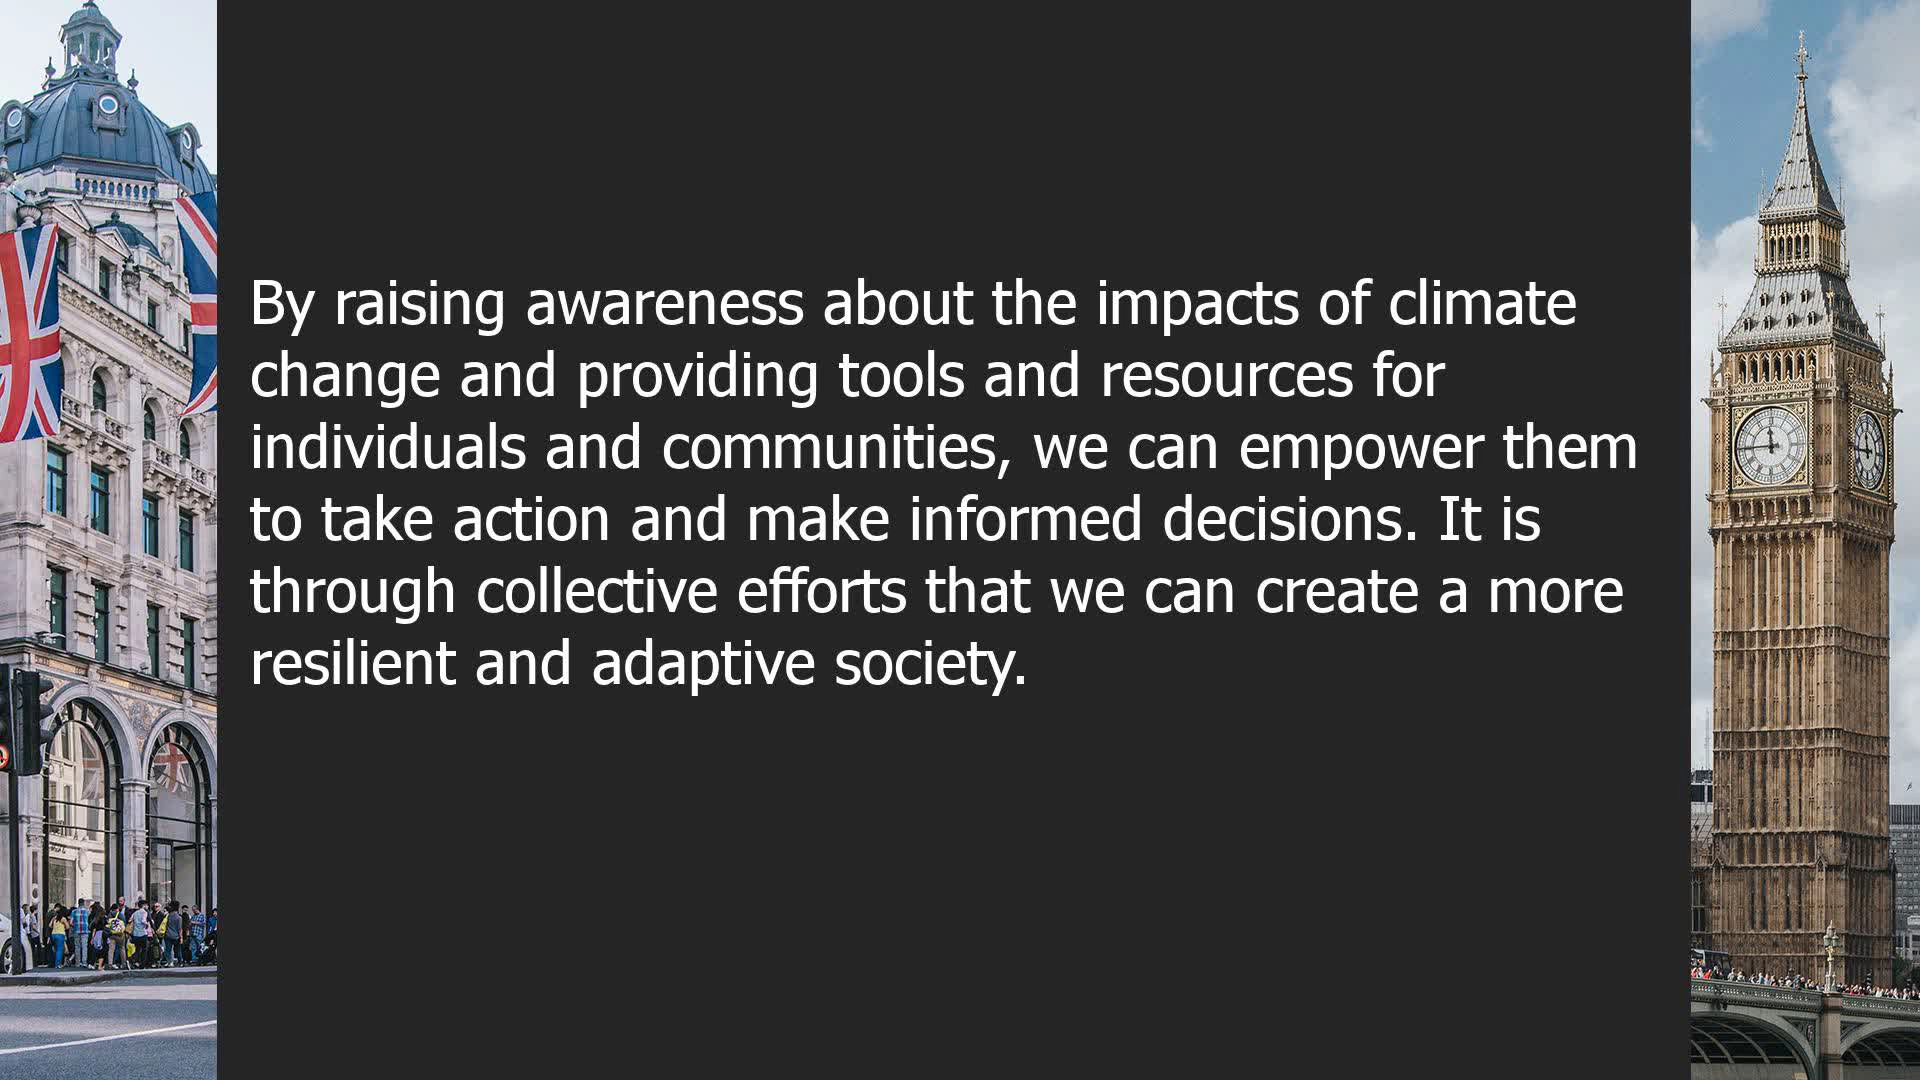 By raising awareness about the impacts of climate
change and providing tools and resources for
individuals and communities, we can empower them
to take action and make informed decisions. It is
through collective efforts that we can create a more
resilient and adaptive society.